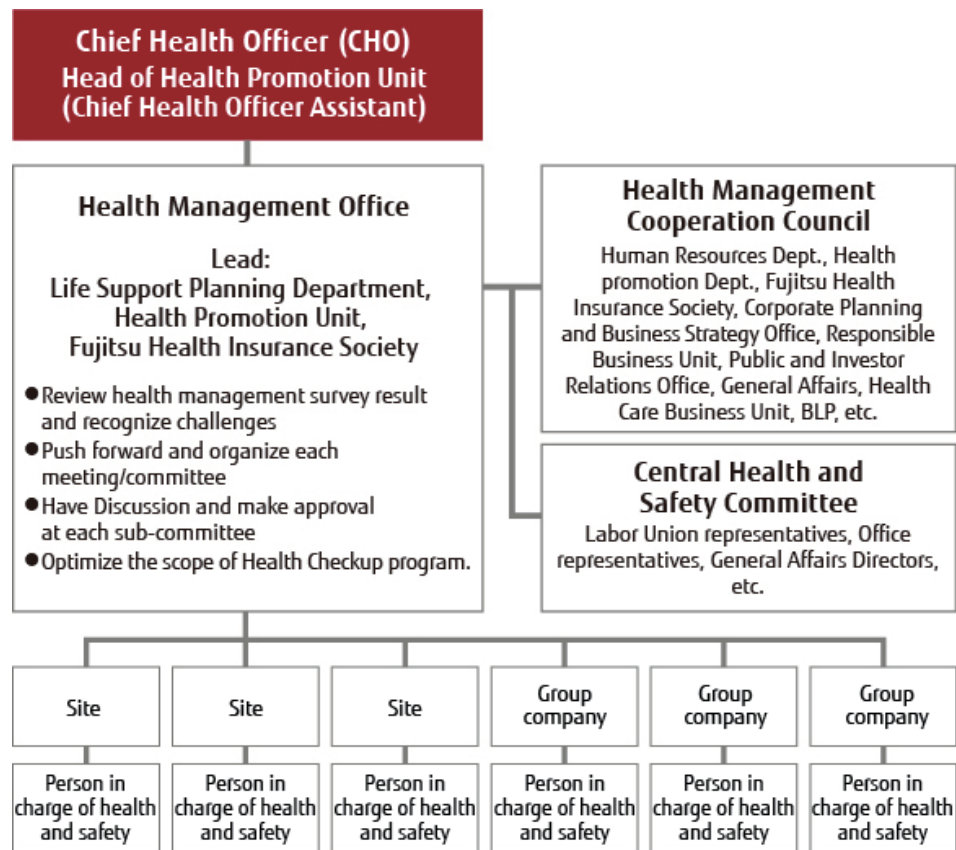 Chief Health Officer (CHO)
Head of Health Promotion Unit
(Chief Health Officer Assistant)
Health Management Office
Lead:
Life Support Planning Department,
Health Promotion Unit,
Fujitsu Health Insurance Society
●Review health management survey result
and recognize challenges
●Push forward and organize each
meeting/committee
●Have Discussion and make approval
at each sub-committee
●Optimize the scope of Health Checkup program.
Health Management
Cooperation Council
Human Resources Dept., Health
promotion Dept., Fujitsu Health
Insurance Society, Corporate Planning
and Business Strategy Office, Responsible
Business Unit, Public and Investor
Relations Office, General Affairs, Health
Care Business Unit, BLP, etc.
Central Health and
Safety Committee
Labor Union representatives, Office
representatives, General Affairs Directors,
etc.
Site
Site
Site
Group
company
Group
company
Group
company
Person in
charge of health
and safety
Person in
charge of health
and safety
Person in
charge of health
and safety
Person in
charge of health
and safety
Person in
charge of health
and safety
Person in
charge of health
and safety